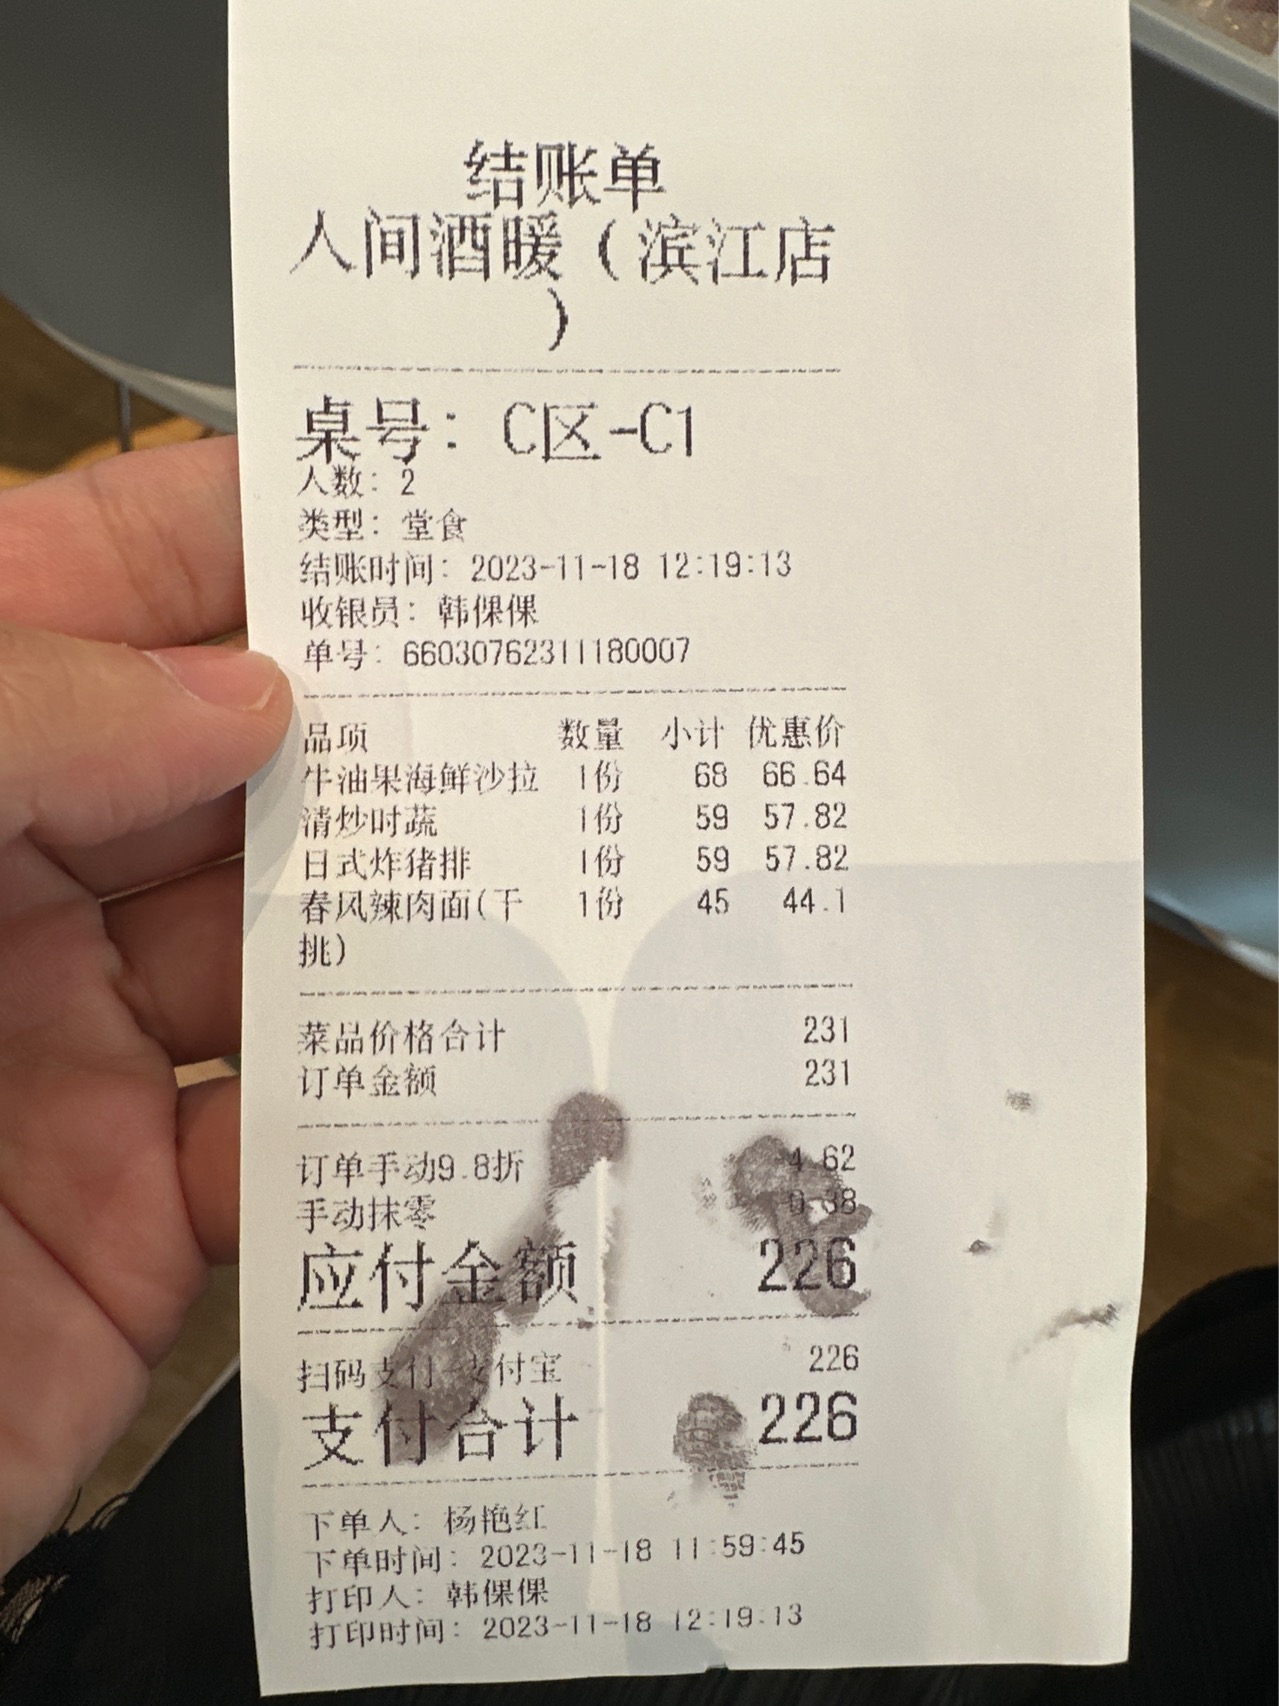 结账单
人间酒暖(滨江店
)
桌号: C区-C1
人数: 2
类型: 堂食
结账时间: 2023-11-18 12:19:13
收银员: 韩倮倮
单号: 66030762311180007
品项 数量 小计 优惠价
牛油果海鲜沙拉 1份 68 66.64
清炒时蔬 1份 59 57.82
日式炸猪排 1份 59 57.82
春风辣肉面(干 1份 45 44.1
挑)
菜品价格合计 231
订单金额 231
订单手动9.8折 -4.62
手动抹零 -0.38
应付金额 226
扫码支付-支付宝 226
支付合计 226
下单人: 杨艳红
下单时间: 2023-11-18 11:59:45
打印人: 韩倮倮
打印时间: 2023-11-18 12:19:13